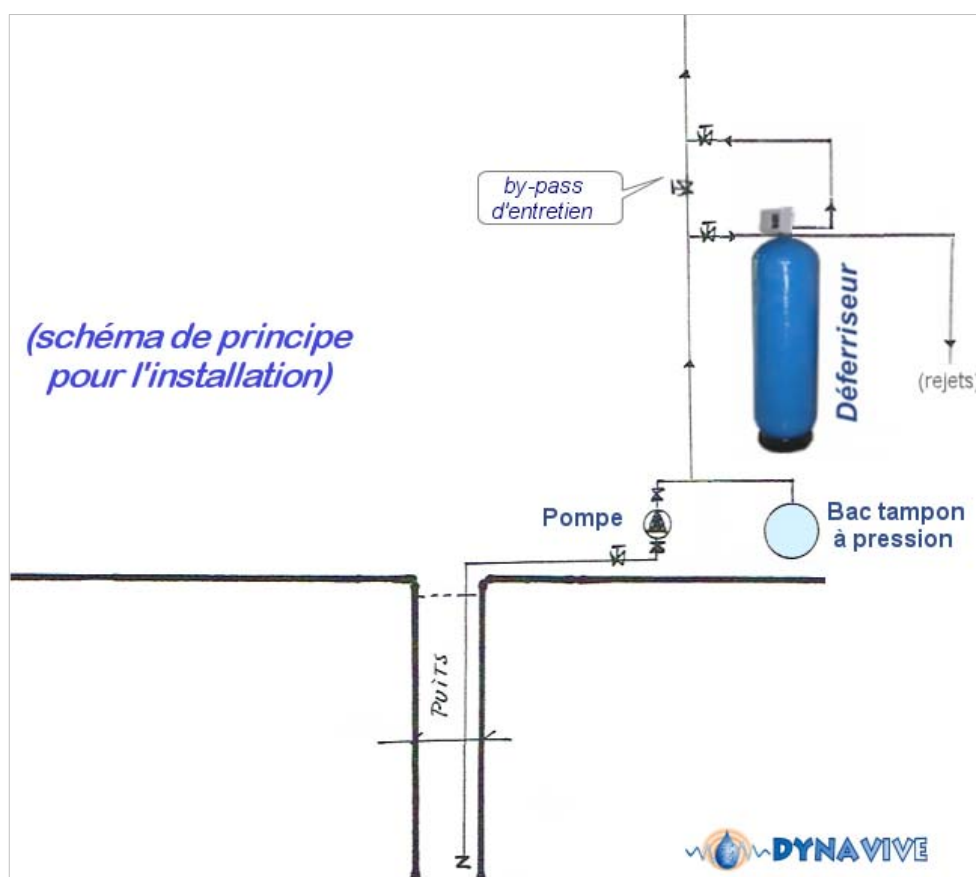 by-pass
d'entretien
(schéma de principe
pour l'installation)
Déferriseur
(rejets)
Pompe
Bac tampon
à pression
PUITS
DYNAVIVE